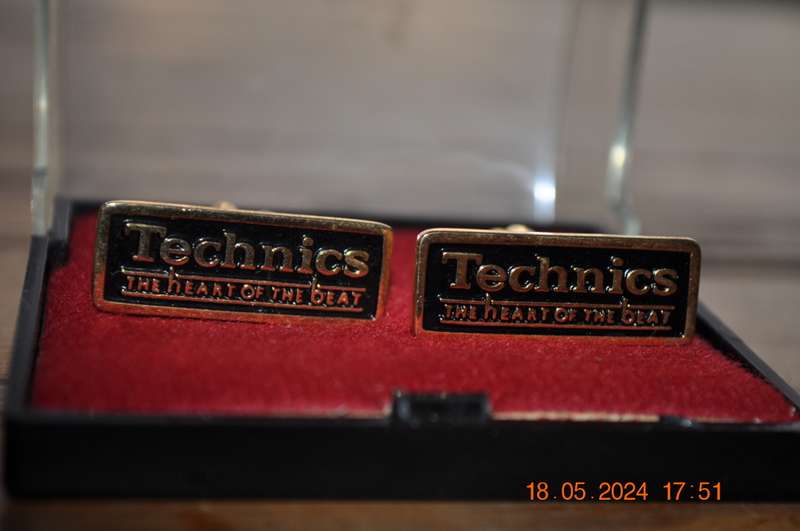 Technics
THE hEART OF THE bEAT
Technics
THE hEART OF THE bEAT
18.05.2024 17:51